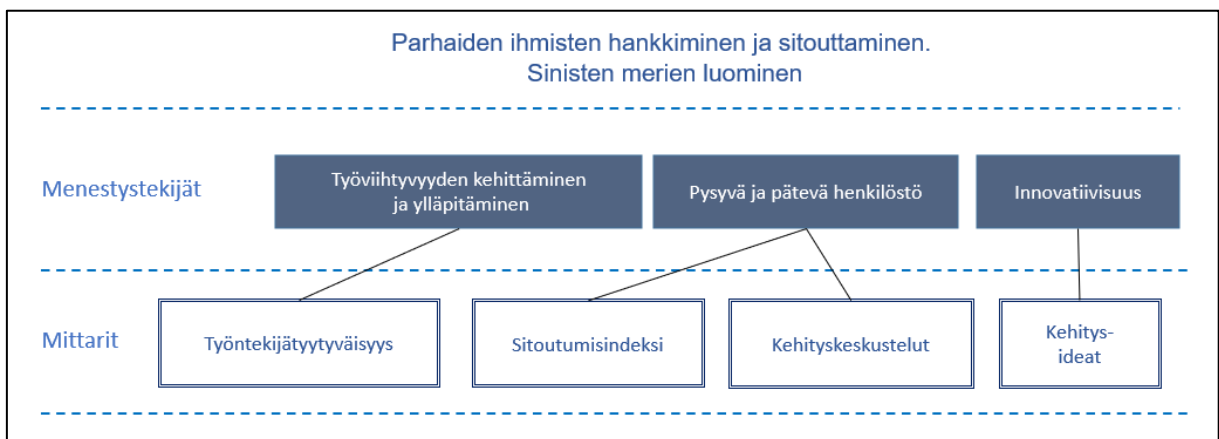 Parhaiden ihmisten hankkiminen ja sitouttaminen.
Sinisten merien luominen
Menestystekijät
Työviihtyvyyden kehittäminen
ja ylläpitäminen
Pysyvä ja pätevä henkilöstö
Innovatiivisuus
Mittarit
Työntekijätyytyväisyys
Sitoutumisindeksi
Kehityskeskustelut
Kehitys-
ideat